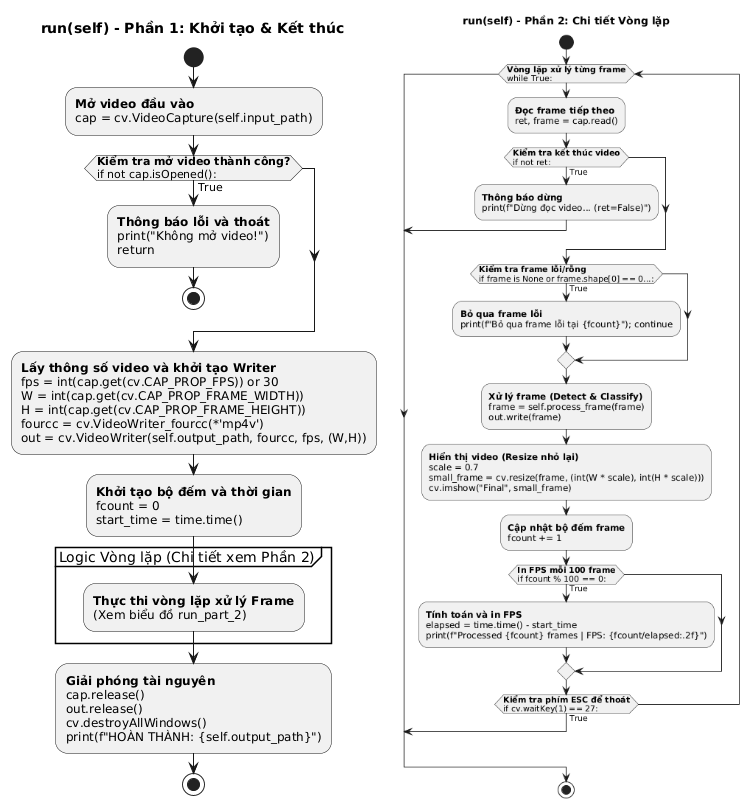 run(self) - Phần 1: Khởi tạo & Kết thúc
Mở video đầu vào
cap = cv.VideoCapture(self.input_path)
Kiểm tra mở video thành công?
if not cap.isOpened():
True
Thông báo lỗi và thoát
print("Không mở video!")
return
Lấy thông số video và khởi tạo Writer
fps = int(cap.get(cv.CAP_PROP_FPS)) or 30
W = int(cap.get(cv.CAP_PROP_FRAME_WIDTH))
H = int(cap.get(cv.CAP_PROP_FRAME_HEIGHT))
fourcc = cv.VideoWriter_fourcc(*'mp4v')
out = cv.VideoWriter(self.output_path, fourcc, fps, (W,H))
Khởi tạo bộ đếm và thời gian
fcount = 0
start_time = time.time()
Logic Vòng lặp (Chi tiết xem Phần 2)
Thực thi vòng lặp xử lý Frame
(Xem biểu đồ run_part_2)
Giải phóng tài nguyên
cap.release()
out.release()
cv.destroyAllWindows()
print(f"HOÀN THÀNH: {self.output_path}")
run(self) - Phần 2: Chi tiết Vòng lặp
Vòng lặp xử lý từng frame
while True:
Đọc frame tiếp theo
ret, frame = cap.read()
Kiểm tra kết thúc video
if not ret:
True
Thông báo dừng
print(f"Dừng đọc video... (ret=False)")
Kiểm tra frame lỗi/rỗng
if frame is None or frame.shape[0] == 0...:
True
Bỏ qua frame lỗi
print(f"Bỏ qua frame lỗi tại {fcount}"); continue
Xử lý frame (Detect & Classify)
frame = self.process_frame(frame)
out.write(frame)
Hiển thị video (Resize nhỏ lại)
scale = 0.7
small_frame = cv.resize(frame, (int(W * scale), int(H * scale)))
cv.imshow("Final", small_frame)
Cập nhật bộ đếm frame
fcount += 1
In FPS mỗi 100 frame
if fcount % 100 == 0:
True
Tính toán và in FPS
elapsed = time.time() - start_time
print(f"Processed {fcount} frames | FPS: {fcount/elapsed:.2f}")
Kiểm tra phím ESC để thoát
if cv.waitKey(1) == 27:
True